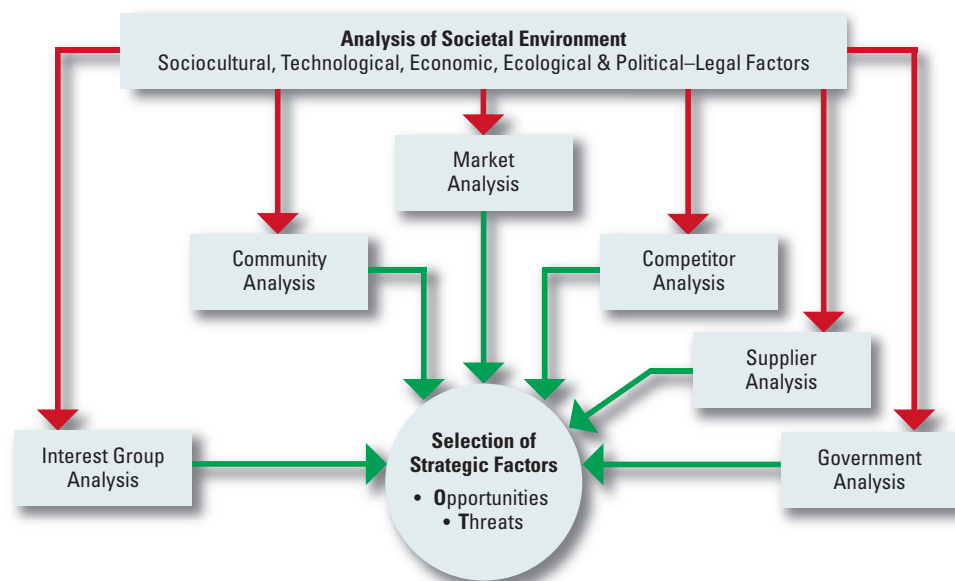 Analysis of Societal Environment
Sociocultural, Technological, Economic, Ecological & Political–Legal Factors
Market
Analysis
Community
Analysis
Competitor
Analysis
Supplier
Analysis
Interest Group
Analysis
Selection of
Strategic Factors
• Opportunities
• Threats
Government
Analysis